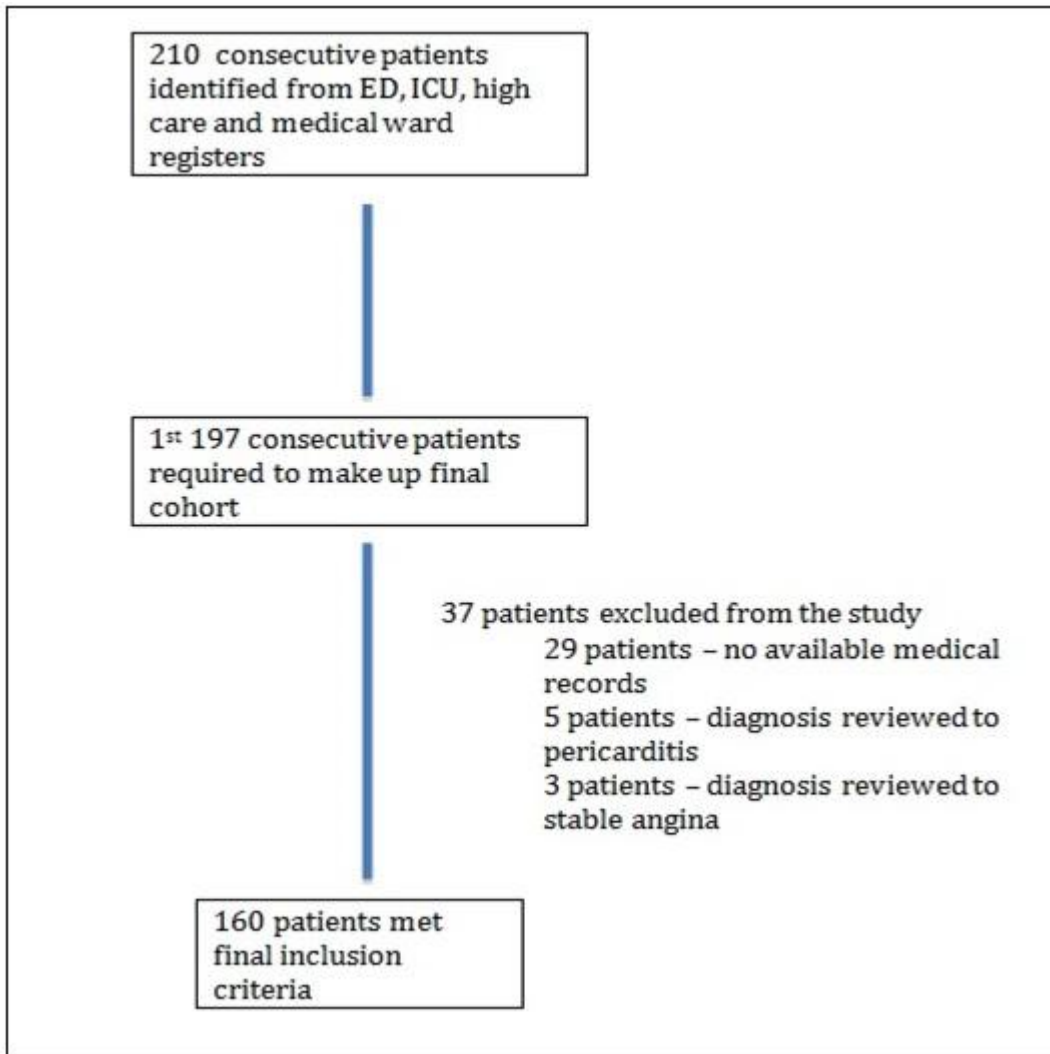 210 consecutive patients
identified from ED, ICU, high
care and medical ward
registers
1st 197 consecutive patients
required to make up final
cohort
37 patients excluded from the study
29 patients – no available medical
records
5 patients – diagnosis reviewed to
pericarditis
3 patients – diagnosis reviewed to
stable angina
160 patients met
final inclusion
criteria